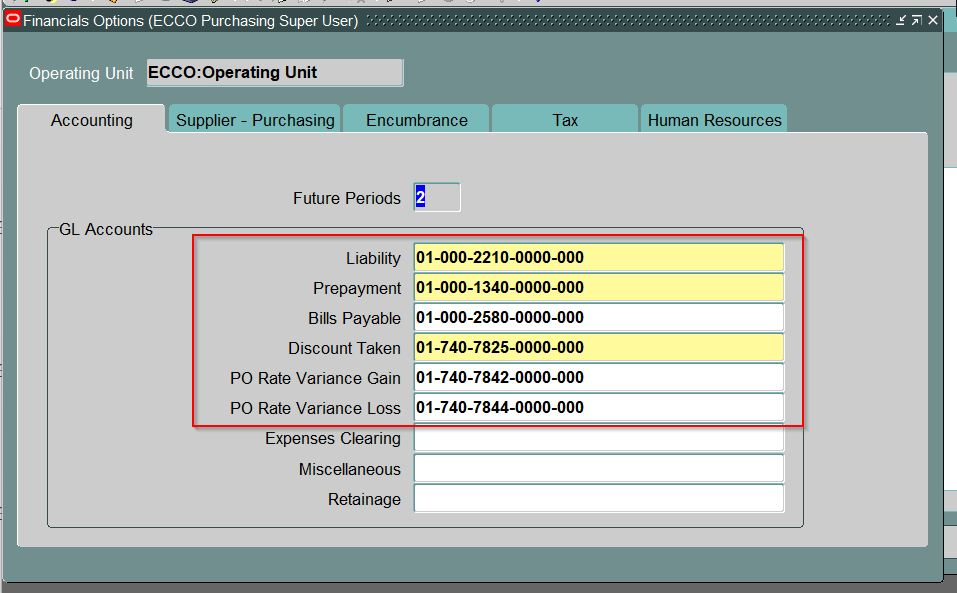 Financials Options (ECCO Purchasing Super User)
Operating Unit ECCO:Operating Unit
Accounting Supplier - Purchasing Encumbrance Tax Human Resources
Future Periods 2
GL Accounts
Liability 01-000-2210-0000-000
Prepayment 01-000-1340-0000-000
Bills Payable 01-000-2580-0000-000
Discount Taken 01-740-7825-0000-000
PO Rate Variance Gain 01-740-7842-0000-000
PO Rate Variance Loss 01-740-7844-0000-000
Expenses Clearing
Miscellaneous
Retainage